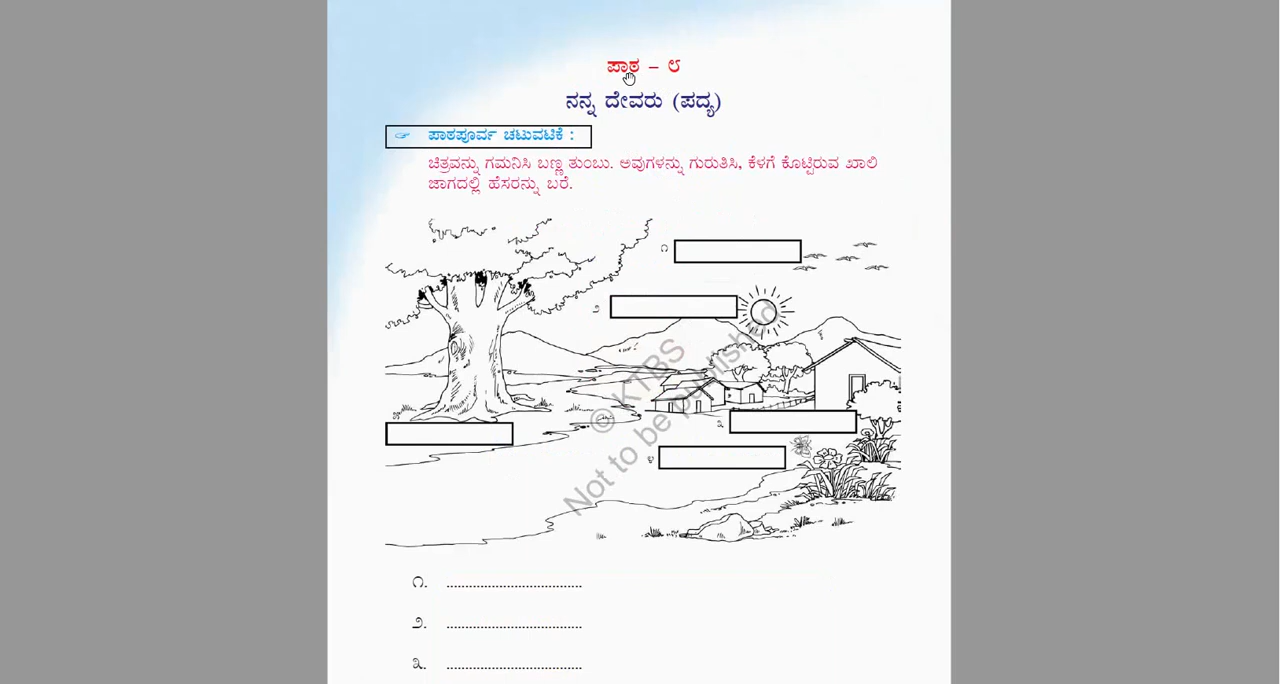 ಪಾಠ – ೮
ನನ್ನ ದೇವರು (ಪದ್ಯ)
☞ ಪಾಠಪೂರ್ವ ಚಟುವಟಿಕೆ :
ಚಿತ್ರವನ್ನು ಗಮನಿಸಿ ಬಣ್ಣ ತುಂಬು. ಅವುಗಳನ್ನು ಗುರುತಿಸಿ, ಕೆಳಗೆ ಕೊಟ್ಟಿರುವ ಖಾಲಿ
ಜಾಗದಲ್ಲಿ ಹೆಸರನ್ನು ಬರೆ.
೧
೨
೩
೪
© KTBS
Not to be published
೧. ....................................
೨. ....................................
೩. ....................................